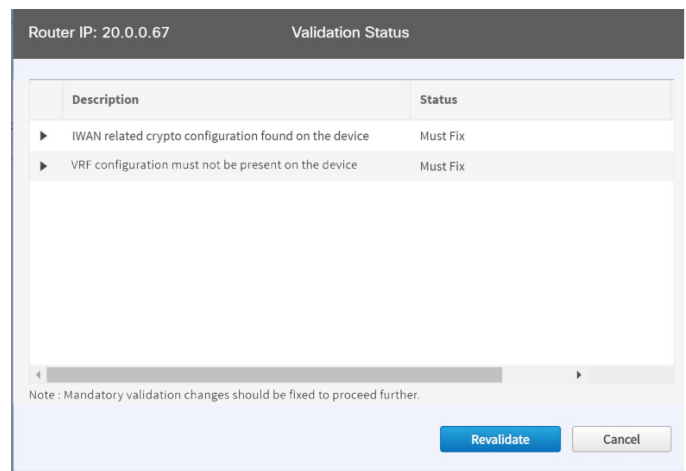 Router IP: 20.0.0.67 Validation Status
Description Status
IWAN related crypto configuration found on the device Must Fix
VRF configuration must not be present on the device Must Fix
Note : Mandatory validation changes should be fixed to proceed further.
Revalidate Cancel